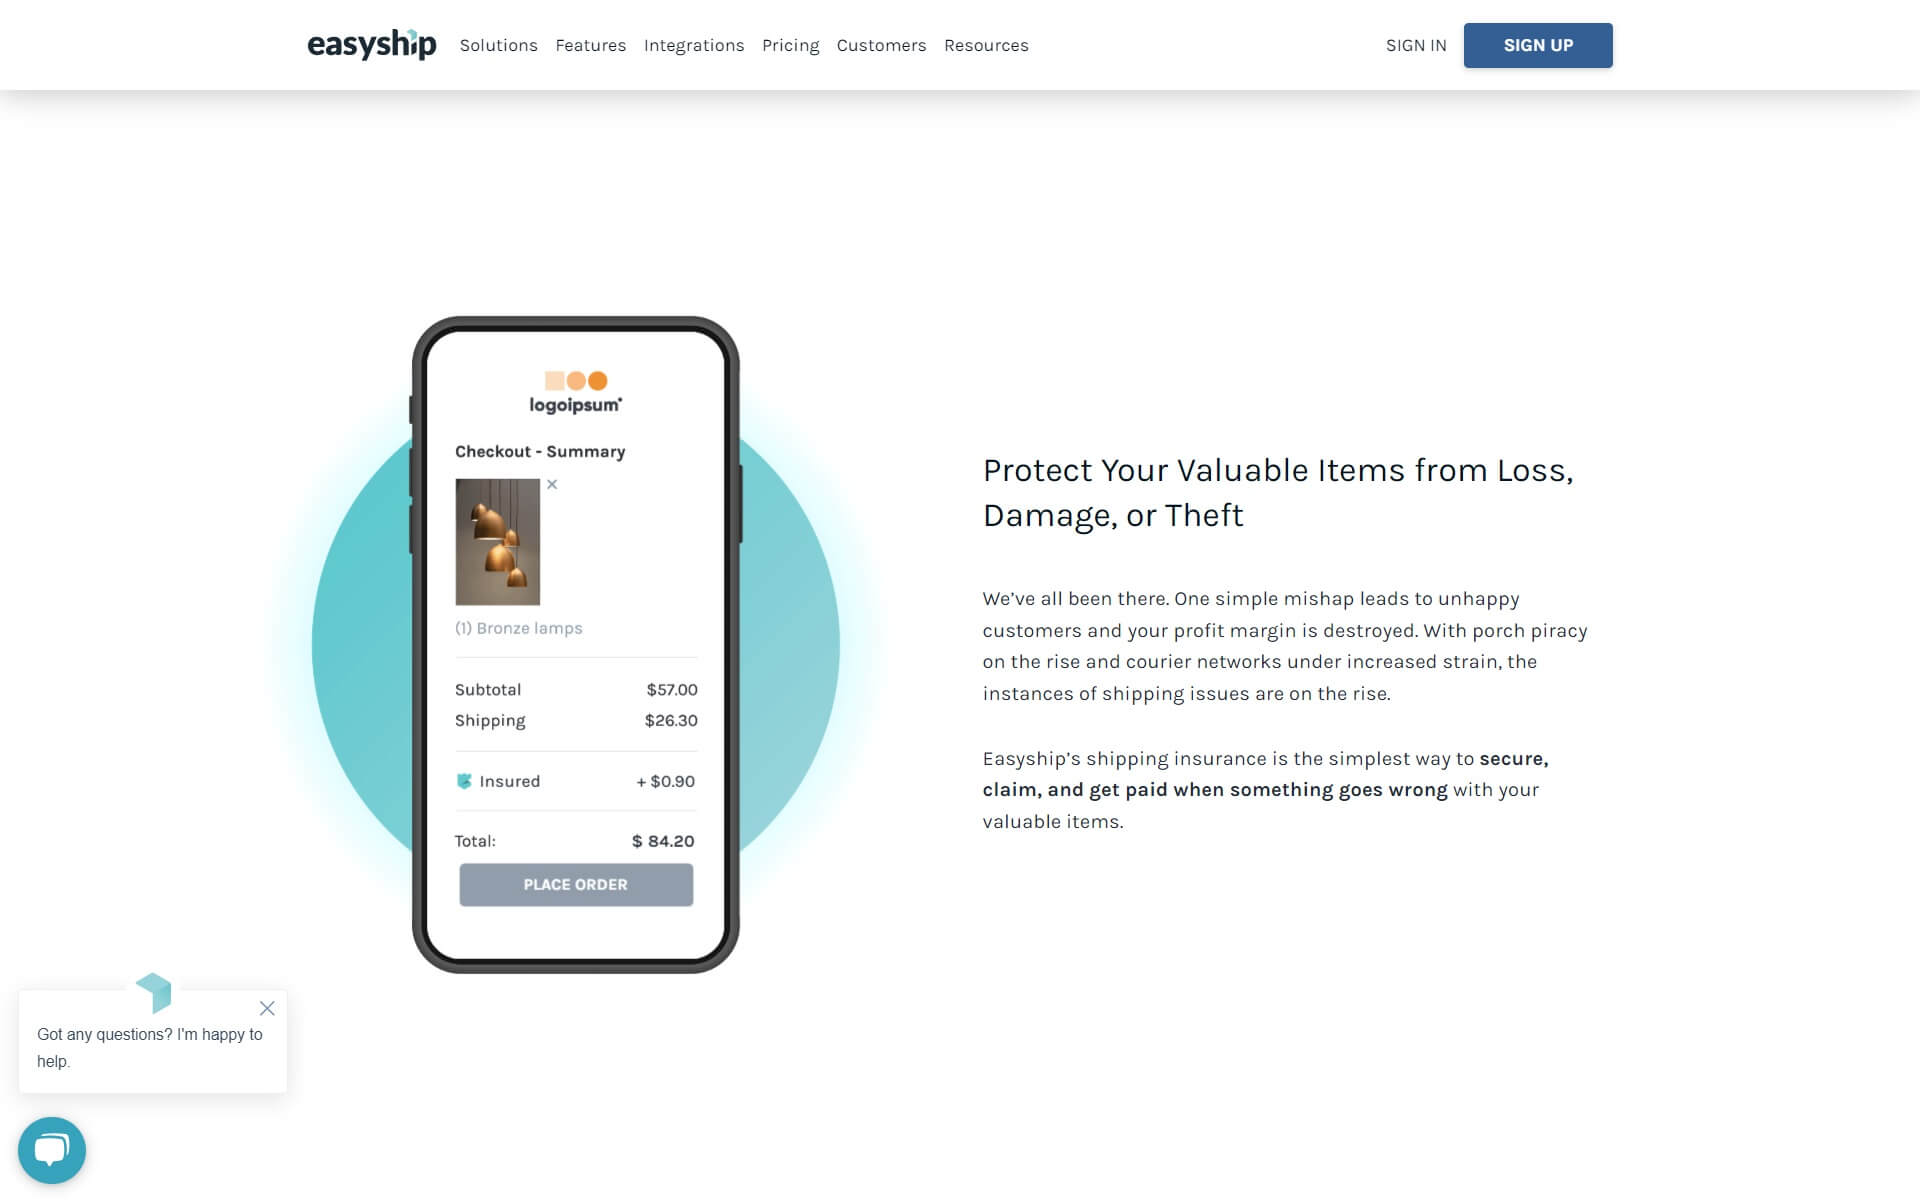 easyship
Solutions
Features
Integrations
Pricing
Customers
Resources
SIGN IN
SIGN UP
logoipsum
Checkout - Summary
(1) Bronze lamps
Subtotal $57.00
Shipping $26.30
Insured + $0.90
Total: $ 84.20
PLACE ORDER
Protect Your Valuable Items from Loss,
Damage, or Theft
We’ve all been there. One simple mishap leads to unhappy
customers and your profit margin is destroyed. With porch piracy
on the rise and courier networks under increased strain, the
instances of shipping issues are on the rise.
Easyship’s shipping insurance is the simplest way to secure,
claim, and get paid when something goes wrong with your
valuable items.
Got any questions? I'm happy to
help.